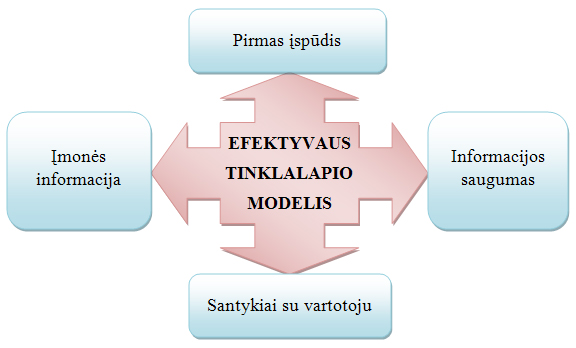 Pirmas įspūdis
Įmonės
informacija
EFEKTYVAUS
TINKLALAPIO
MODELIS
Informacijos
saugumas
Santykiai su vartotoju